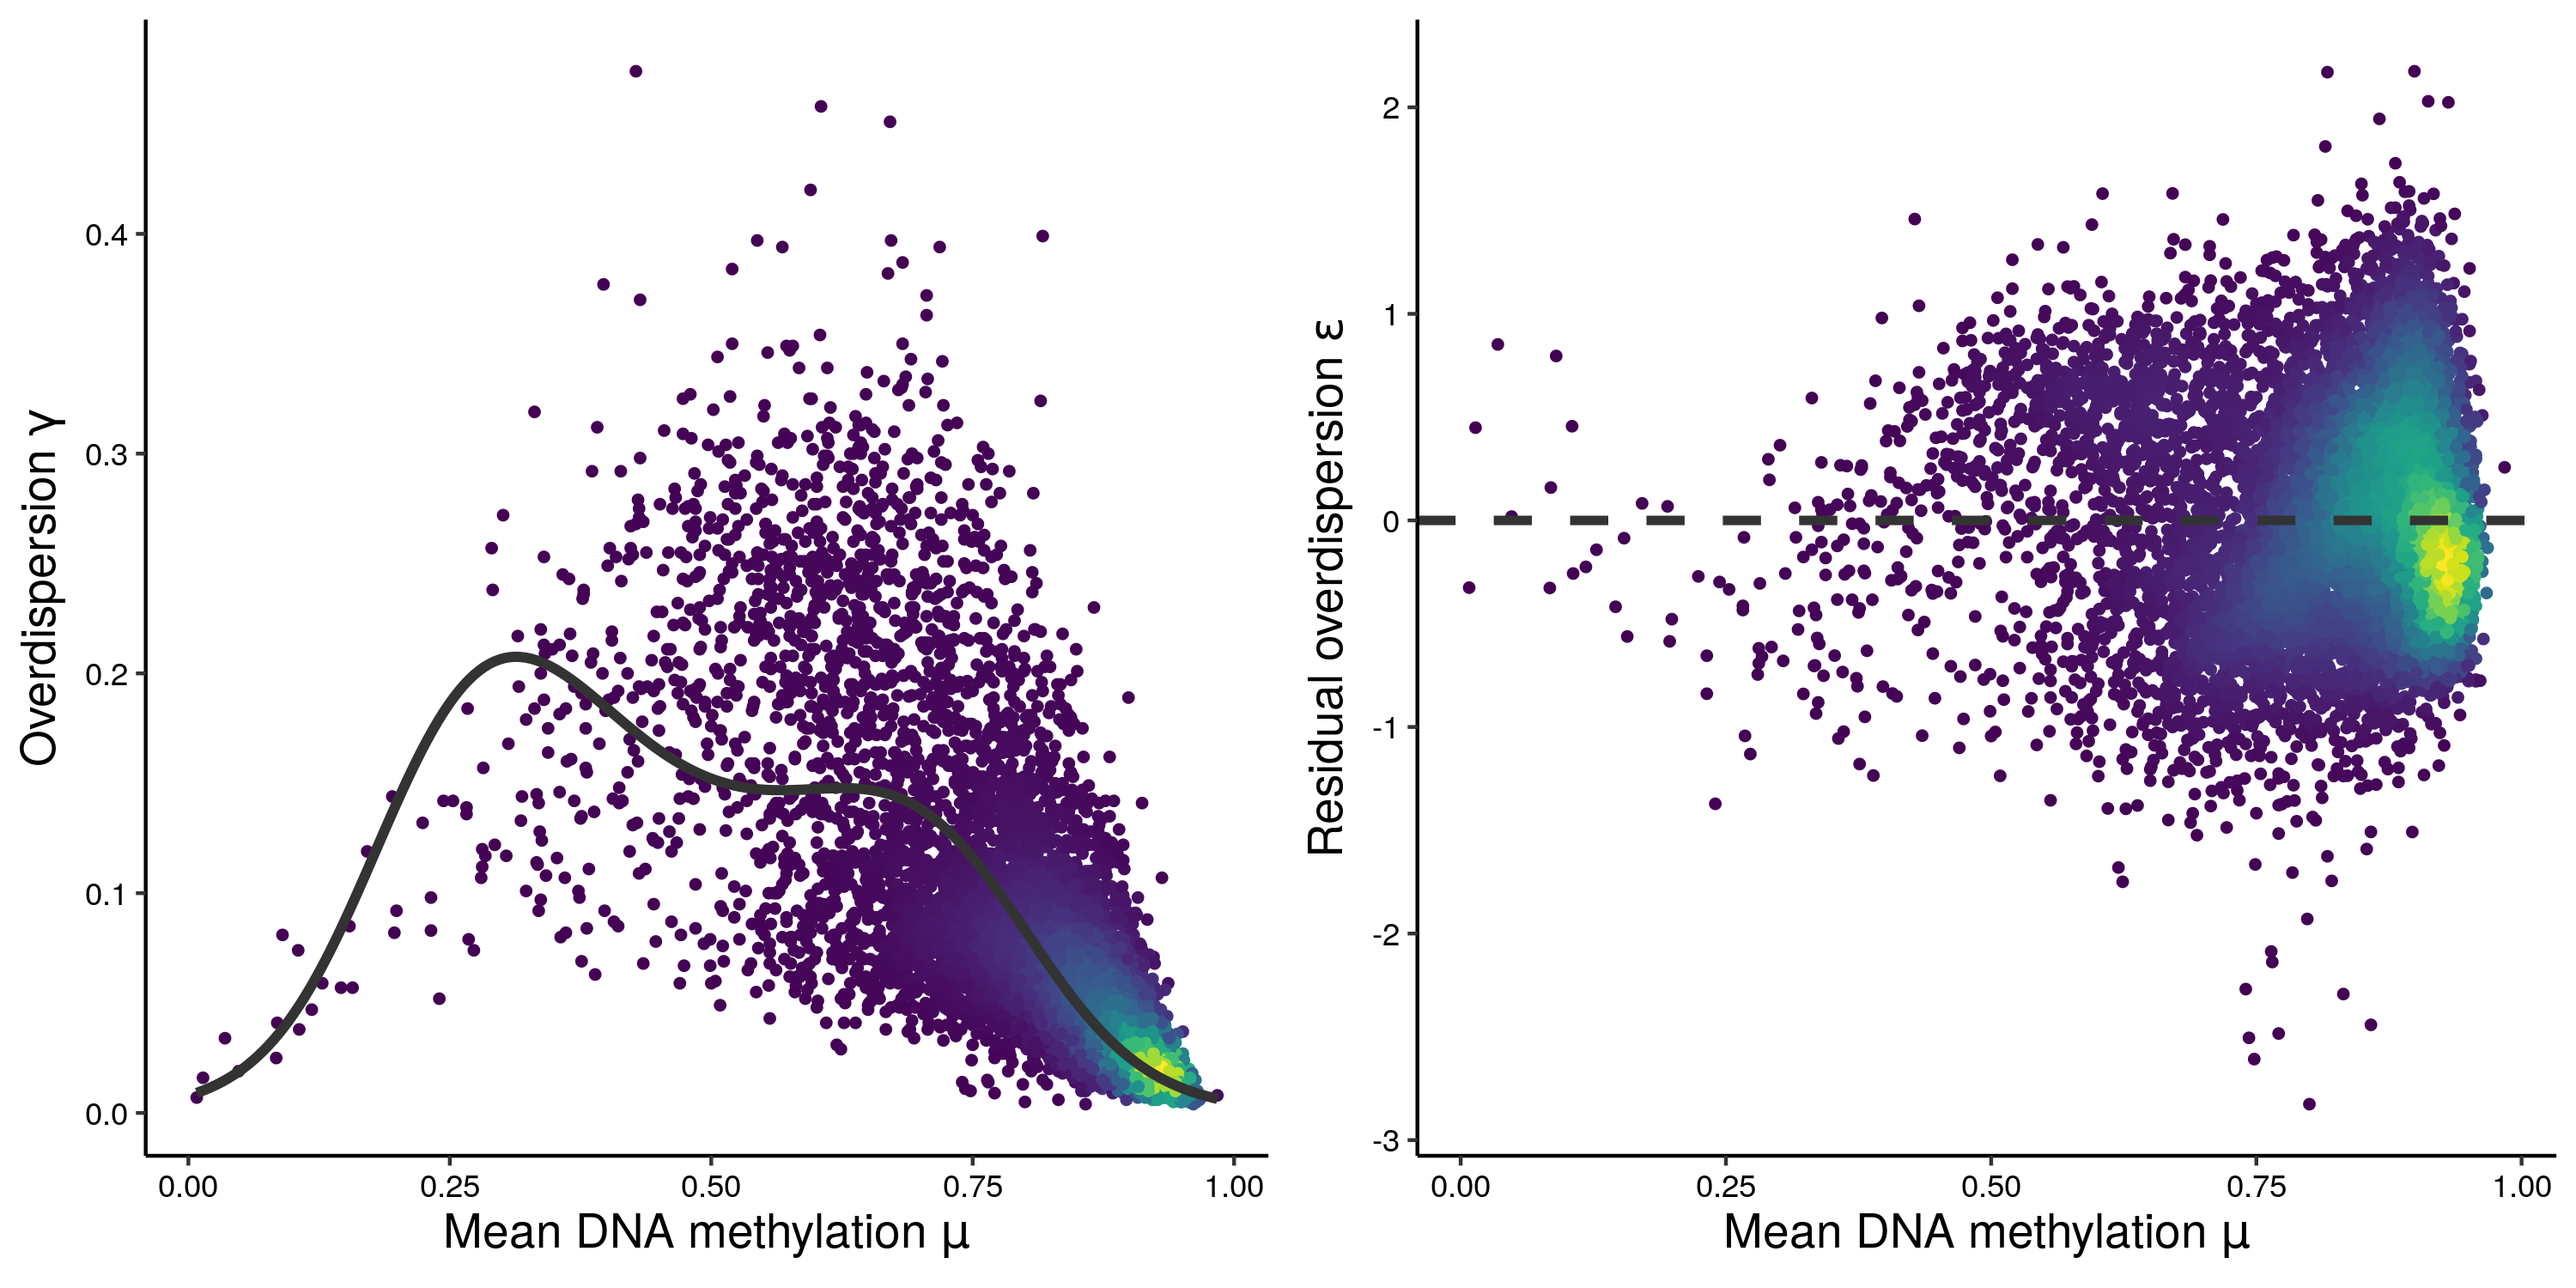 Overdispersion γ
0.4
0.3
0.2
0.1
0.0
0.00 0.25 0.50 0.75 1.00
Mean DNA methylation μ
Residual overdispersion ε
2
1
0
-1
-2
-3
0.00 0.25 0.50 0.75 1.00
Mean DNA methylation μ